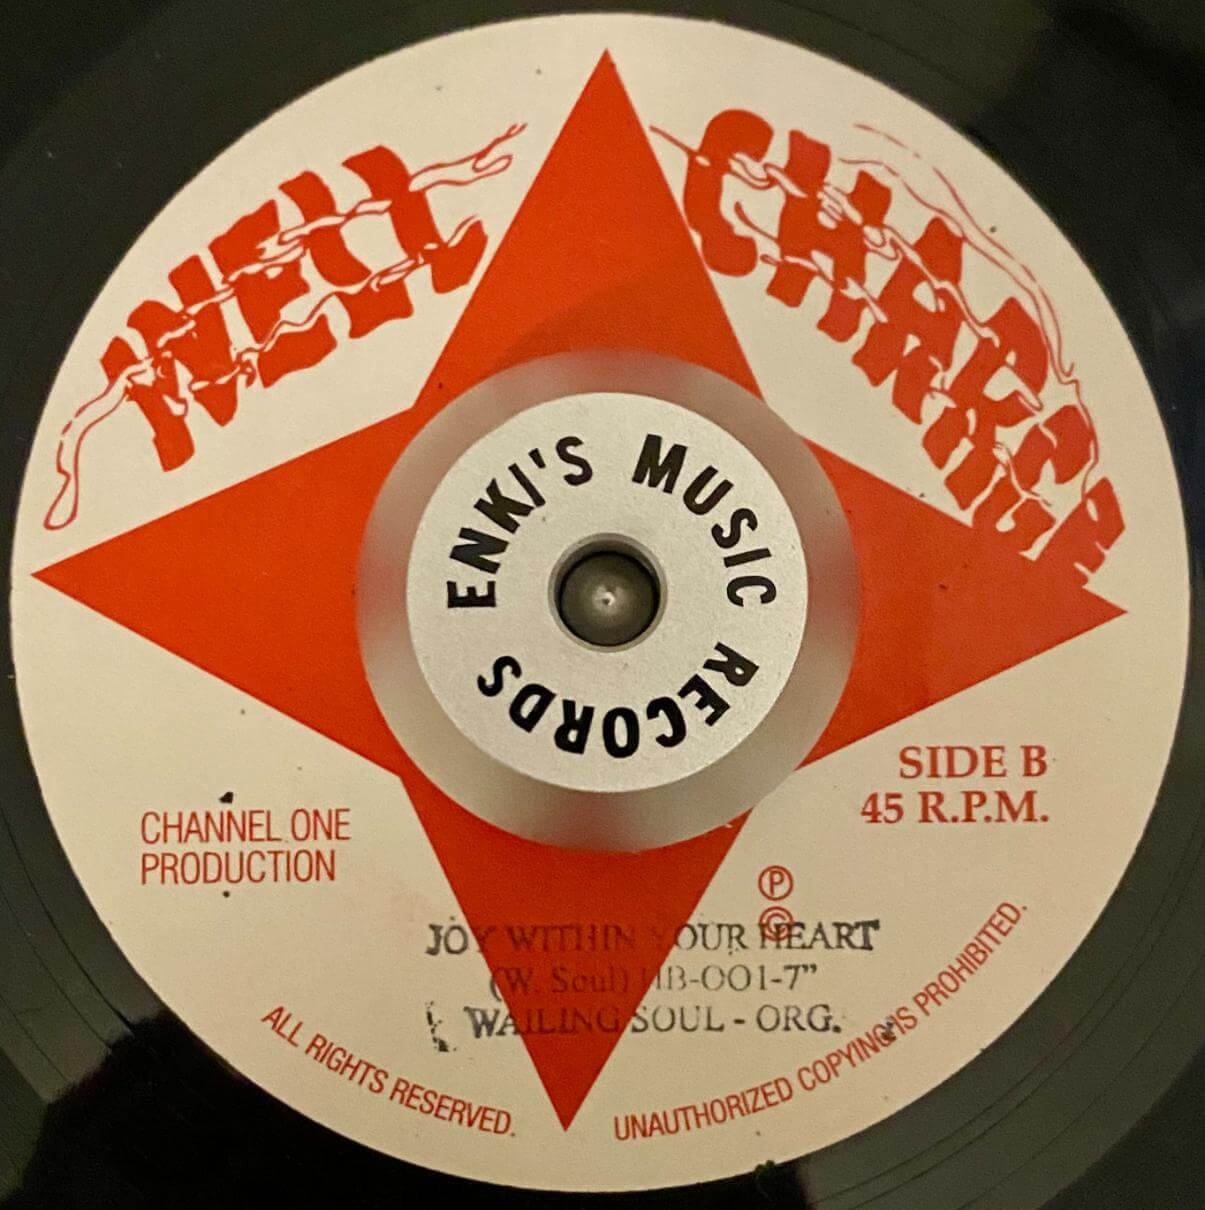 WELL CHARGE
ENKI'S MUSIC RECORDS
SIDE B
45 R.P.M.
CHANNEL ONE
PRODUCTION
Ⓟ
©
JOY WITHIN YOUR HEART
(W. Soul) HB-001-7”
WAILING SOUL - ORG.
ALL RIGHTS RESERVED.
UNAUTHORIZED COPYING IS PROHIBITED.